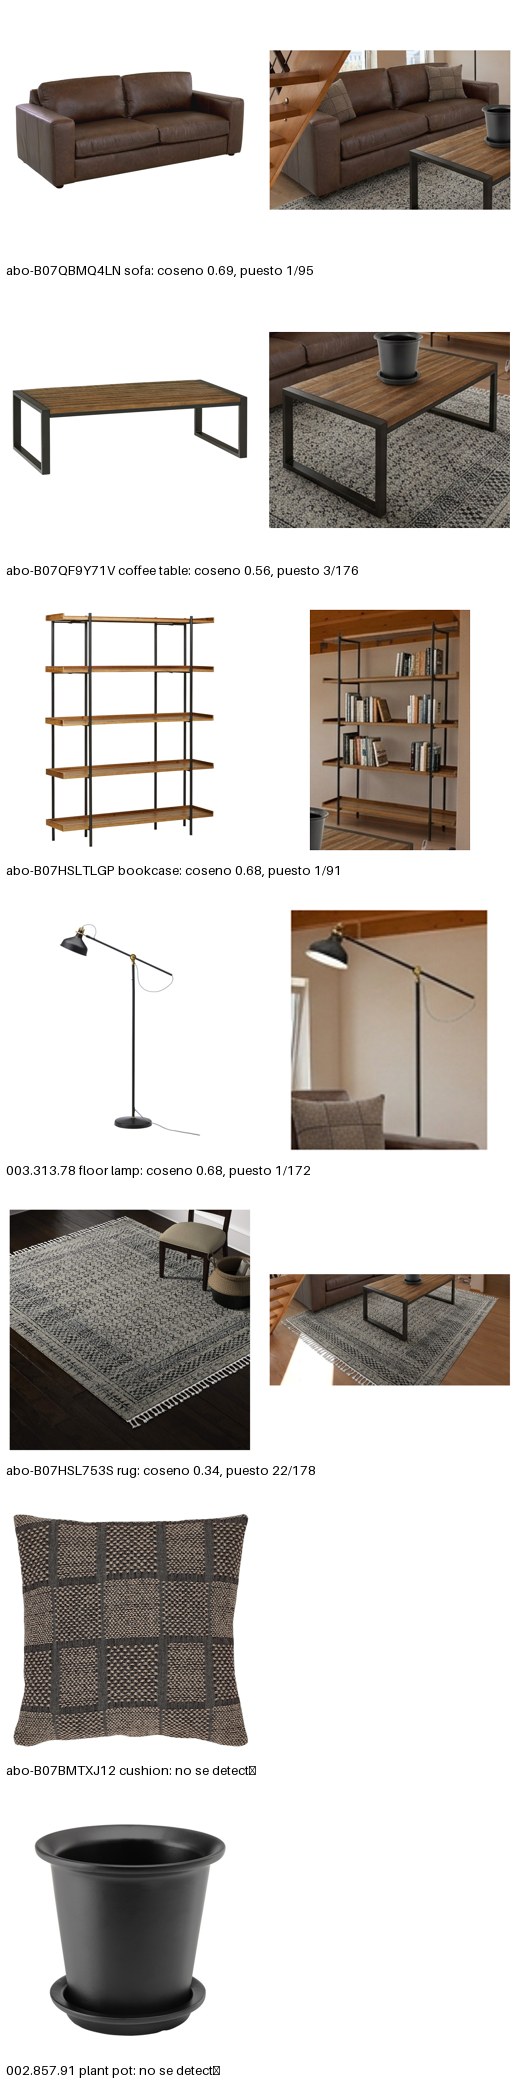 abo-B07QBMQ4LN sofa: coseno 0.69, puesto 1/95
abo-B07QF9Y71V coffee table: coseno 0.56, puesto 3/176
abo-B07HSLTLGP bookcase: coseno 0.68, puesto 1/91
003.313.78 floor lamp: coseno 0.68, puesto 1/172
abo-B07HSL753S rug: coseno 0.34, puesto 22/178
abo-B07BMTXJ12 cushion: no se detect☒
002.857.91 plant pot: no se detect☒